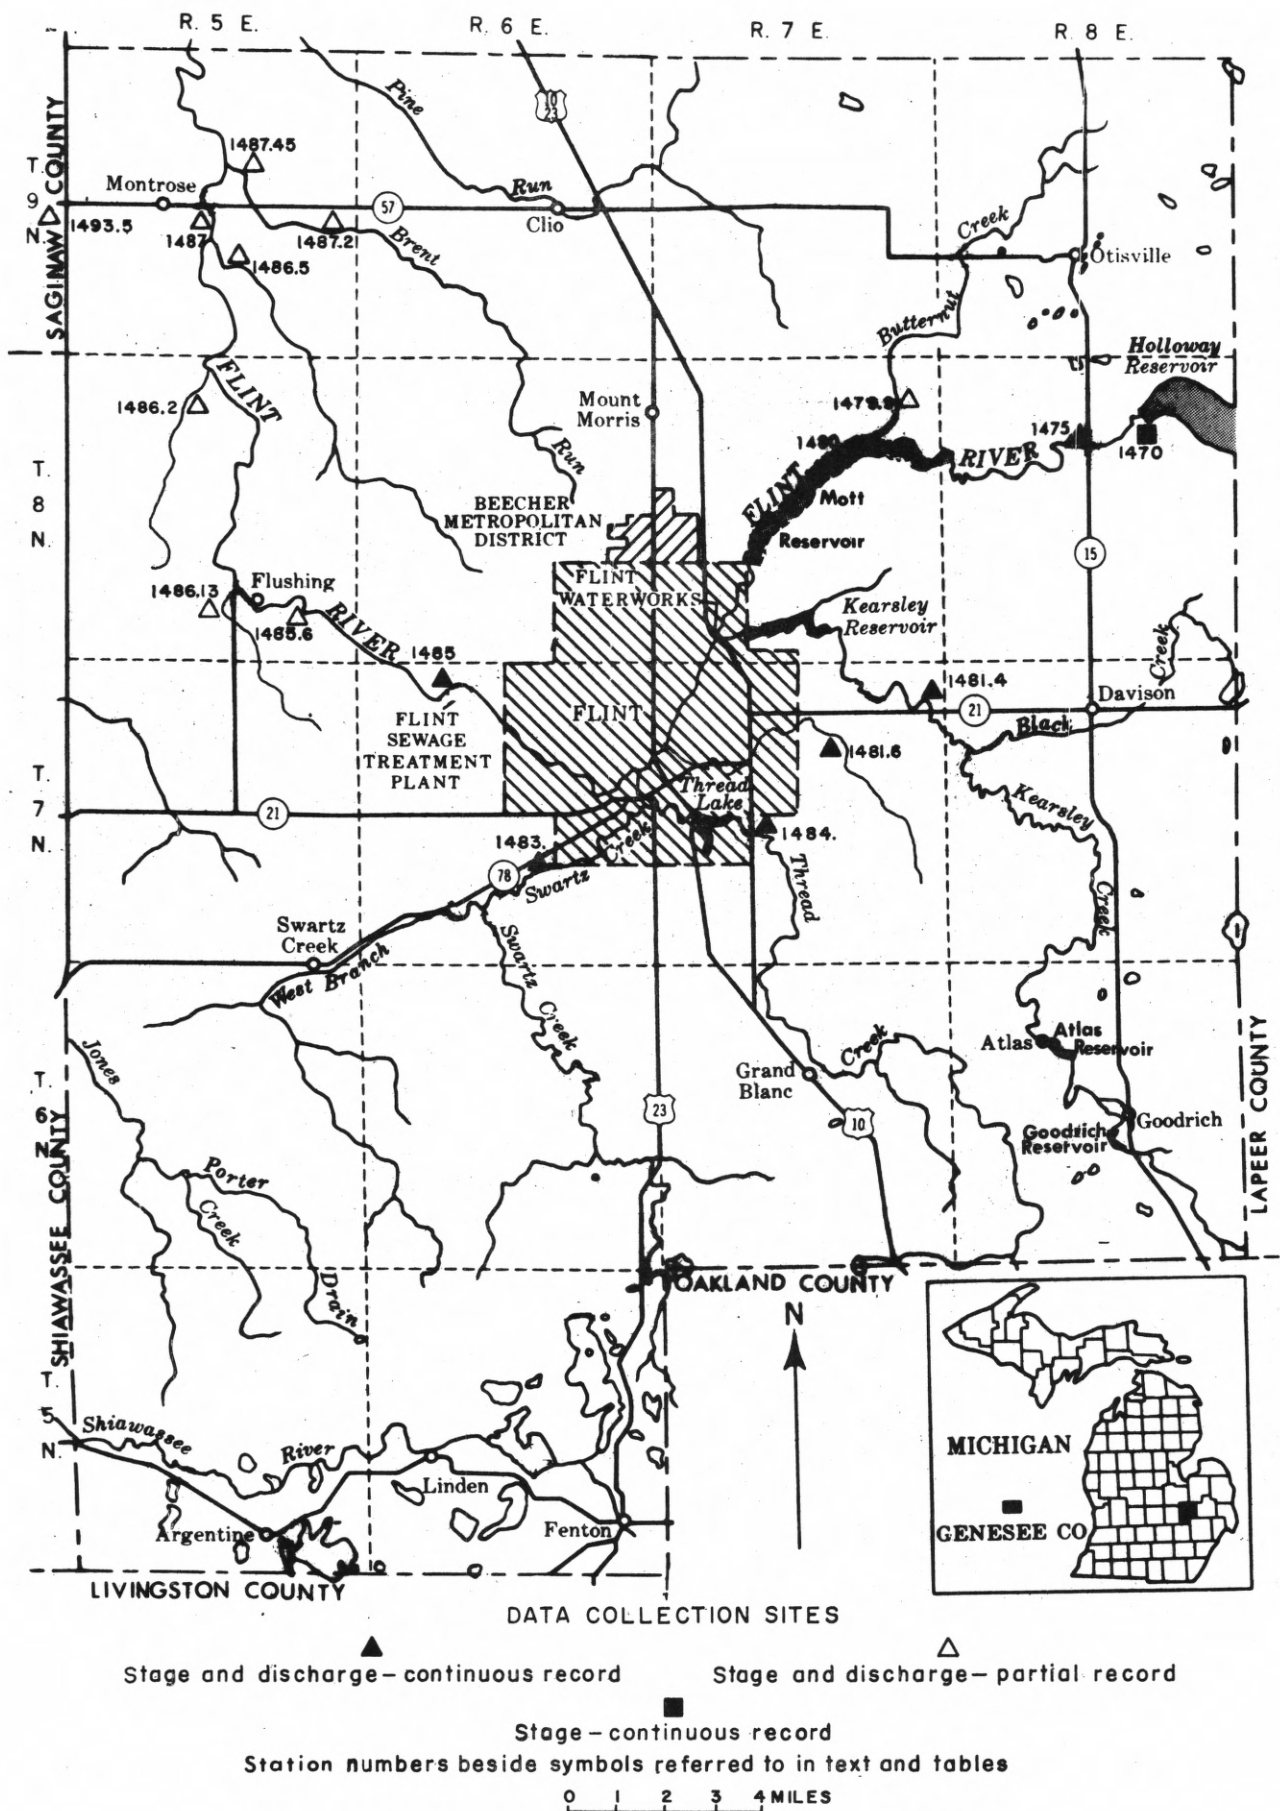 R. 5 E.
R. 6 E.
R. 7 E.
R. 8 E.
SAGINAW COUNTY
T.
9
N.
Pine
Run
10
23
1487.45
Montrose
1493.5
1487
1487.2
1486.5
57
Brent
Run
Clio
Creek
Otisville
Butternut
Holloway
Reservoir
FLINT
1486.2
Mount
Morris
1475
1470
RIVER
FLINT
Mott
Reservoir
T.
8
N.
BEECHER
METROPOLITAN
DISTRICT
15
FLINT
WATERWORKS
Kearsley
Reservoir
1486.13
Flushing
1485.6
RIVER
1485
Creek
1481.4
Davison
21
Black
FLINT
FLINT
SEWAGE
TREATMENT
PLANT
1481.6
T.
7
N.
21
Thread
Lake
Kearsley
Creek
1484.
1483.
Creek
78
Swartz
Thread
Creek
Swartz
Creek
West Branch
Swartz
Creek
Jones
Atlas
Atlas
Reservoir
Grand
Blanc
T.
6
N.
23
10
Goodrich
Goodrich
Reservoir
SHIAWASSEE COUNTY
Porter
Creek
Drain
LAPEER COUNTY
OAKLAND COUNTY
N
T.
5
N.
Shiawassee
River
Linden
Argentine
Fenton
MICHIGAN
GENESEE CO
LIVINGSTON COUNTY
DATA COLLECTION SITES
Stage and discharge—continuous record
Stage and discharge—partial record
Stage—continuous record
Station numbers beside symbols referred to in text and tables
0 1 2 3 4 MILES